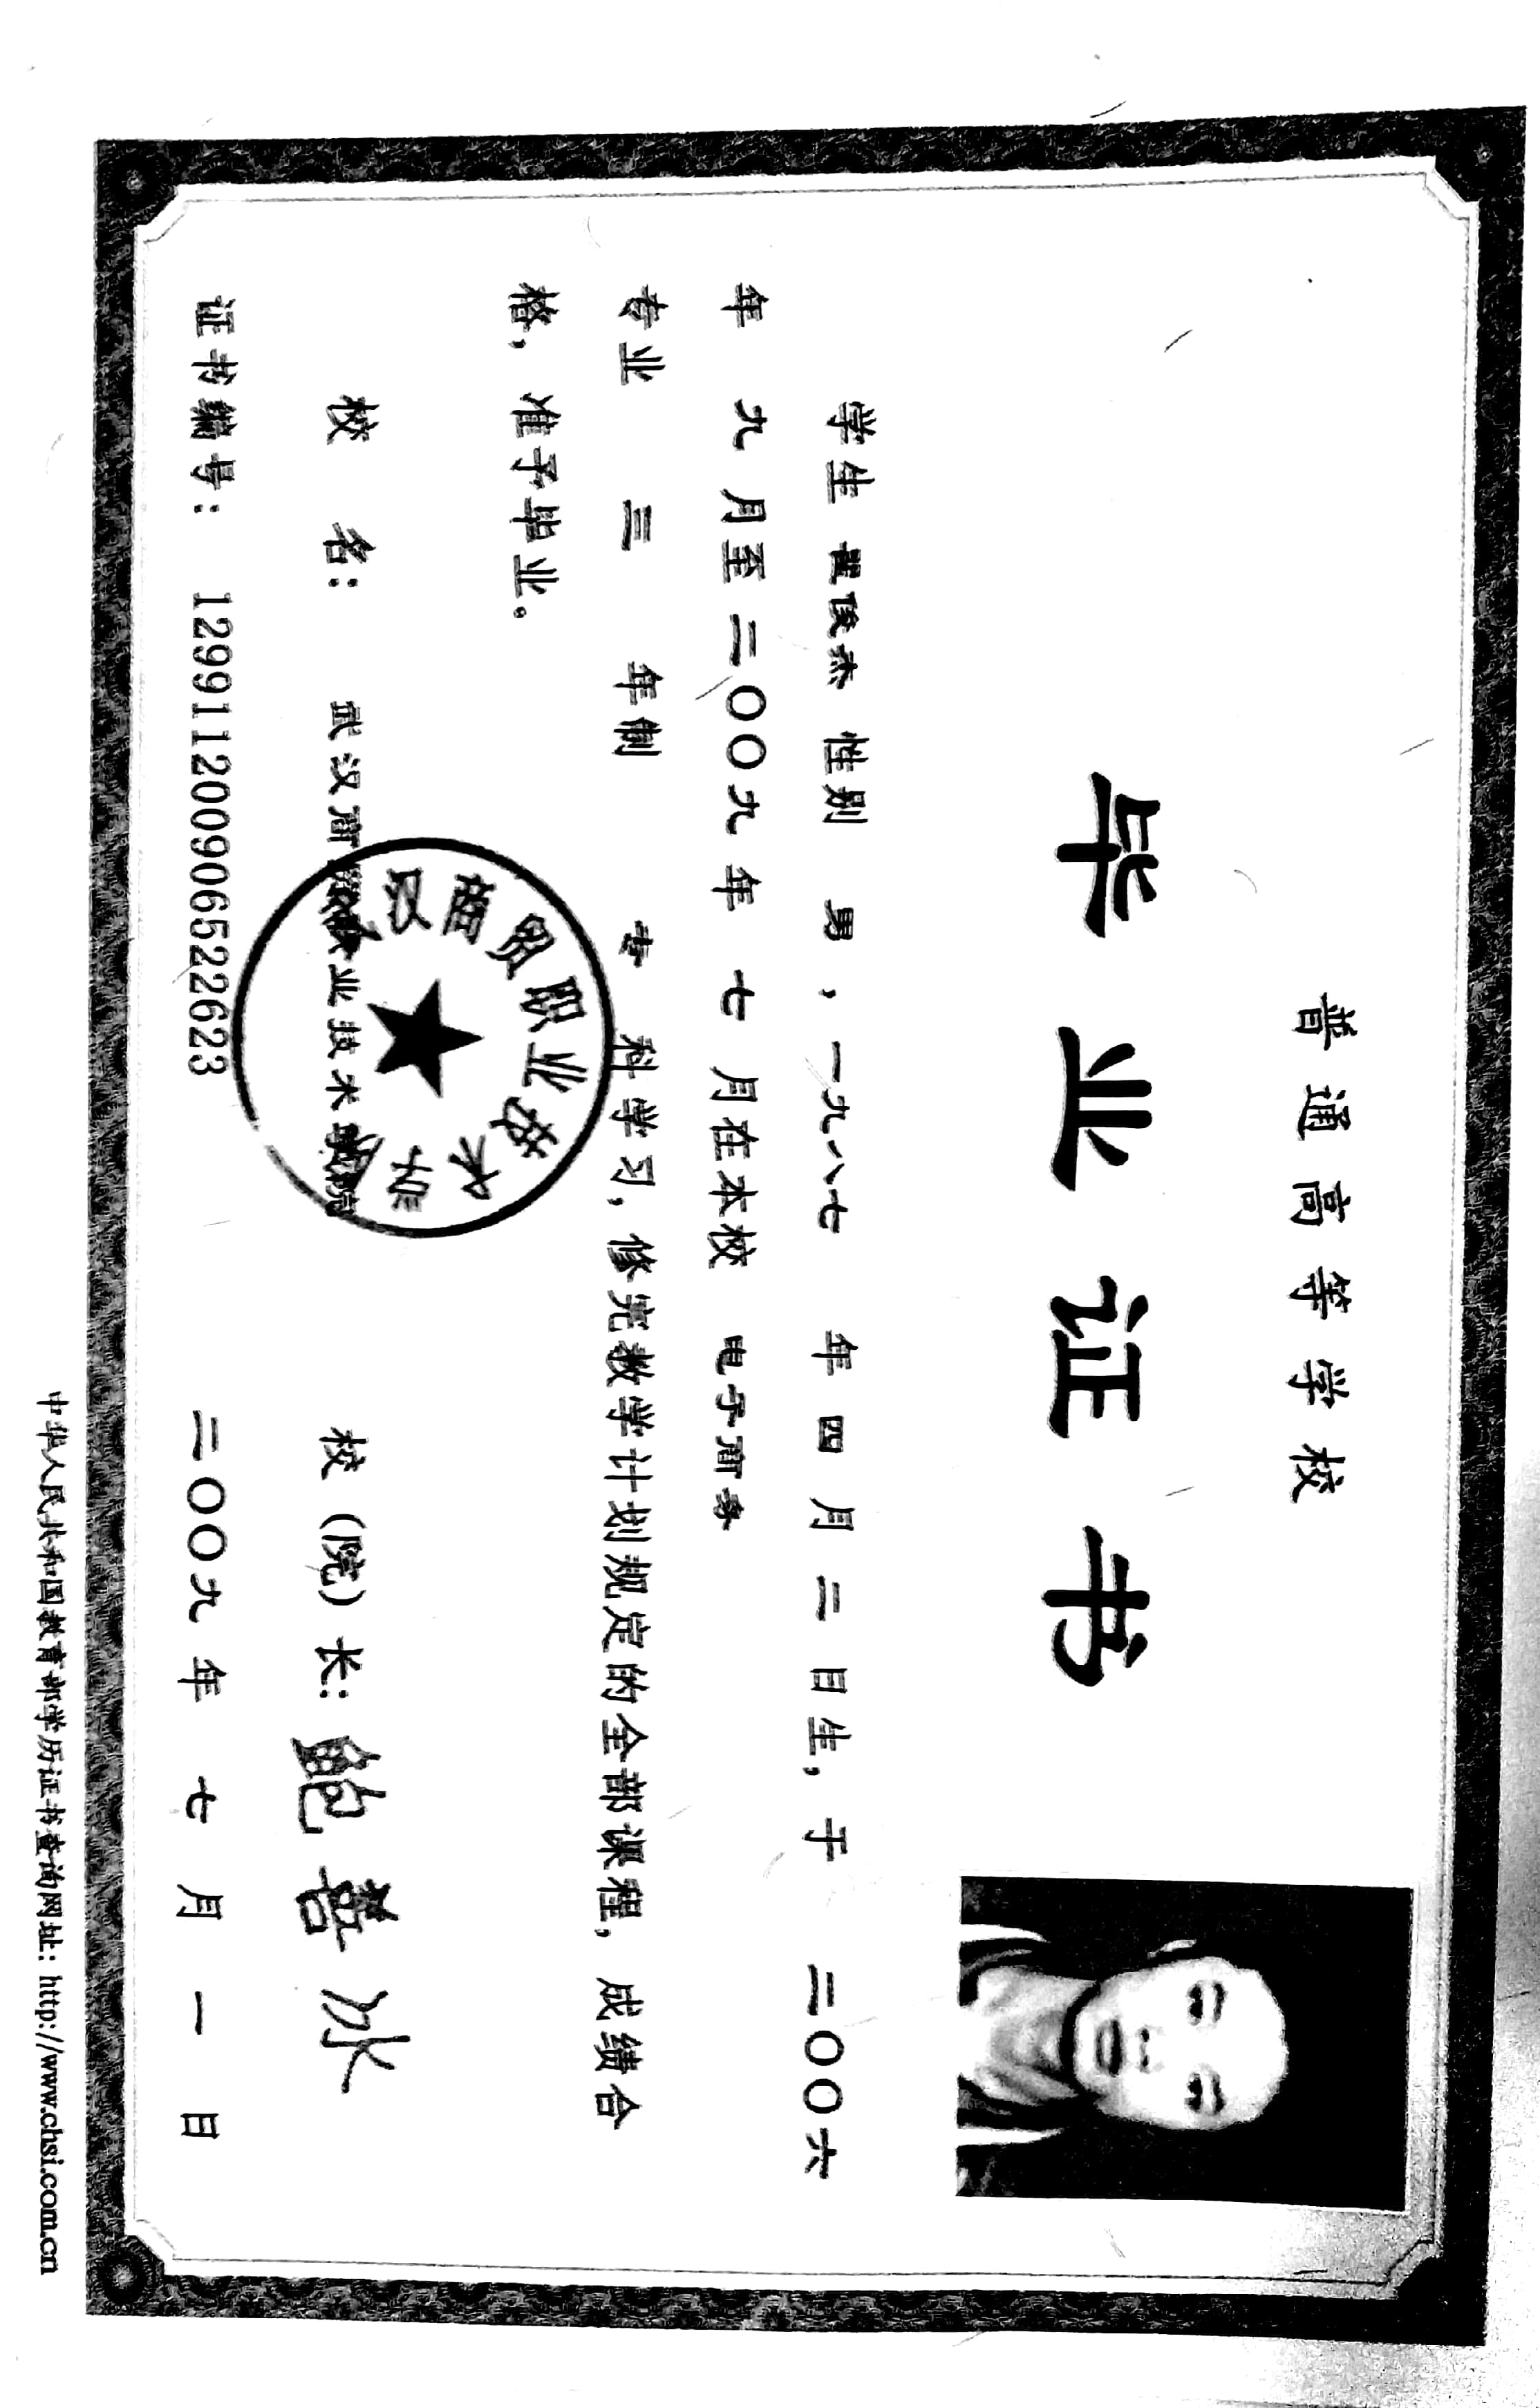 普通高等学校
毕业证书
学生 翟俊杰 性别 男，一九八七 年 四 月 二 日生，于 二〇〇六
年 九 月至 二〇〇九 年 七 月在本校 电子商务
专业 三 年制 专 科学习，修完教学计划规定的全部课程，成绩合
格，准予毕业。
武汉商贸职业技术学院
校 名： 武汉商贸职业技术学院 校（院）长：鲍善冰
证书编号： 129911200906522623 二〇〇九 年 七 月 一 日
中华人民共和国教育部学历证书查询网址：http://www.chsi.com.cn